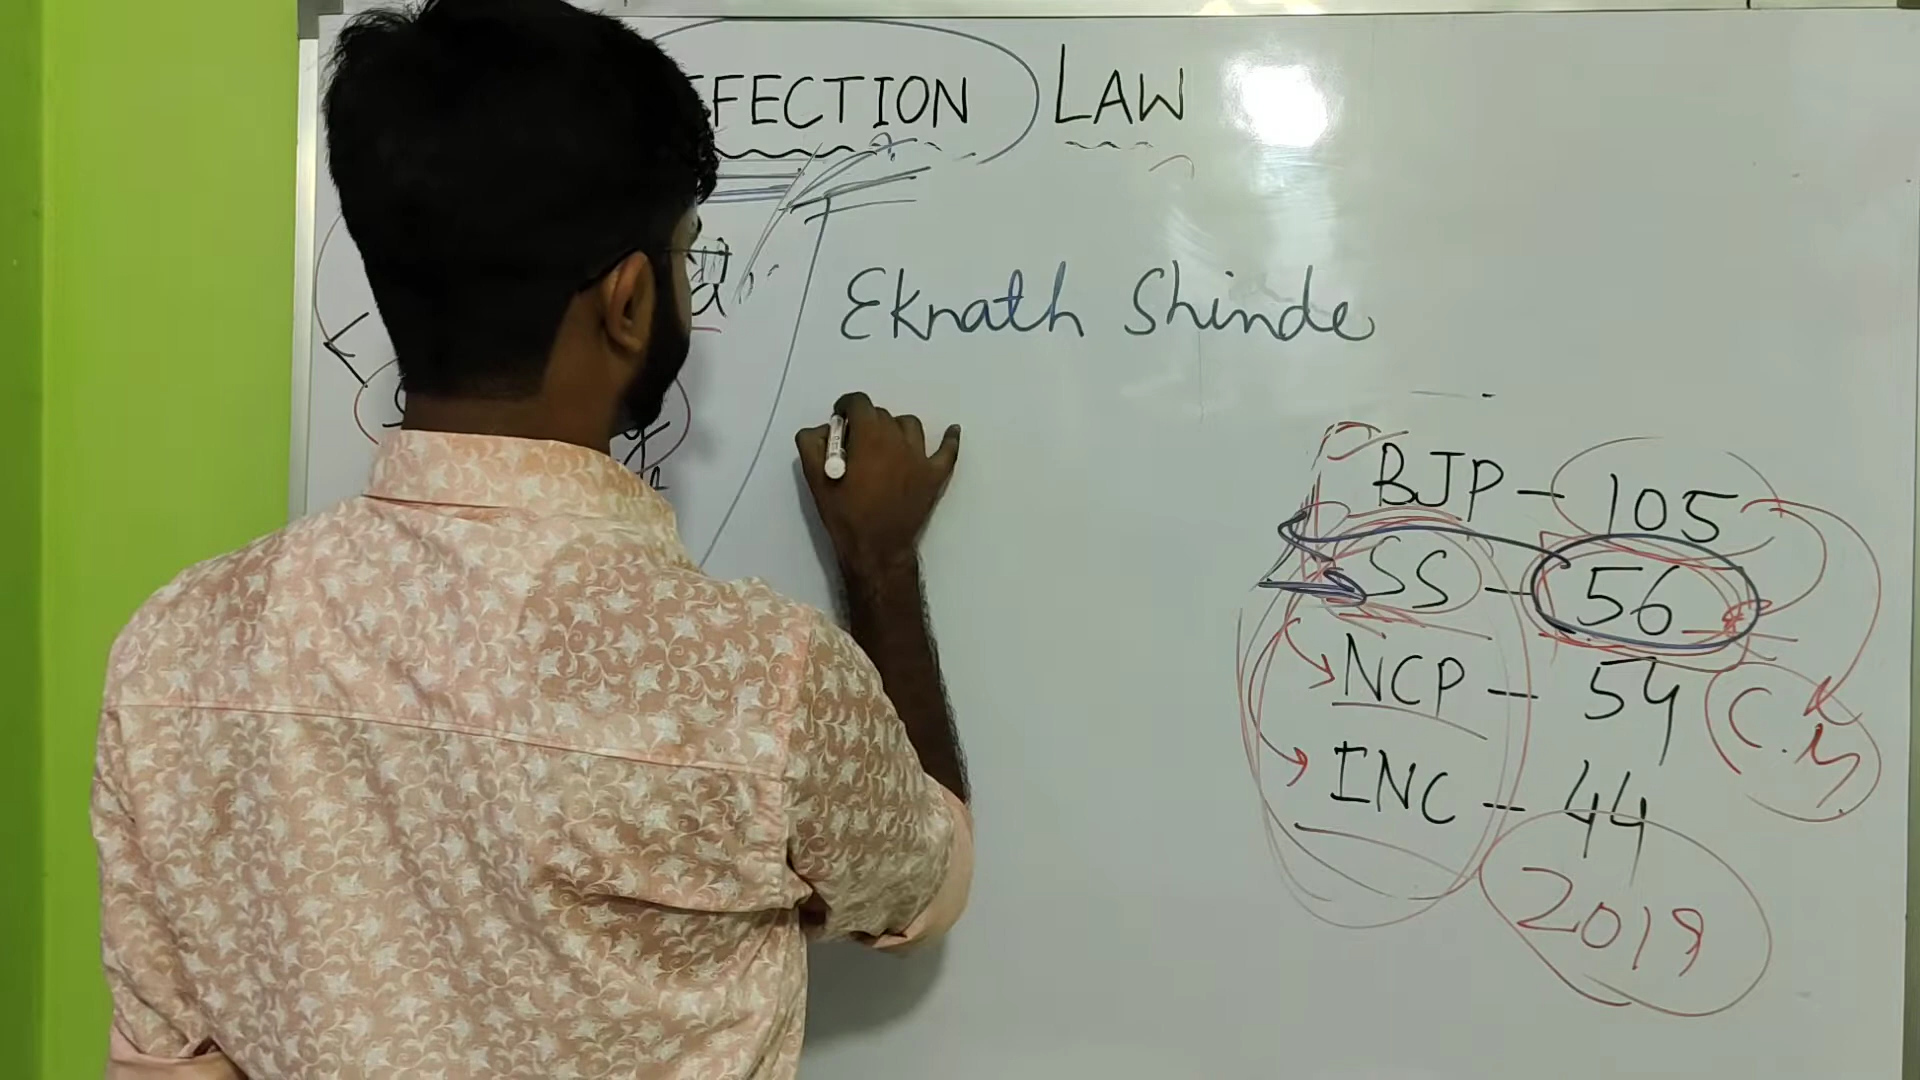 FECTION LAW
Eknath Shinde
BJP - 105
SS - 56
NCP - 54
C.M
INC - 44
2019